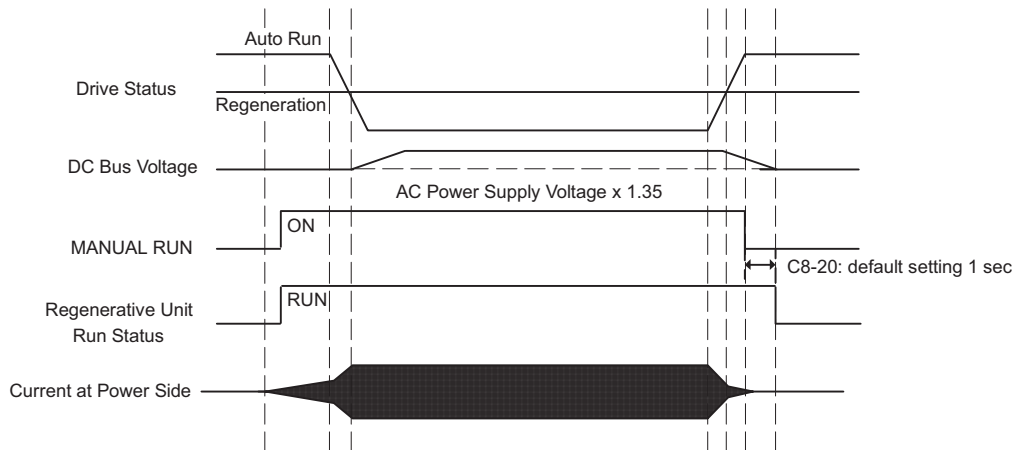 Auto Run
Drive Status
Regeneration
DC Bus Voltage
AC Power Supply Voltage x 1.35
ON
MANUAL RUN
C8-20: default setting 1 sec
RUN
Regenerative Unit
Run Status
Current at Power Side